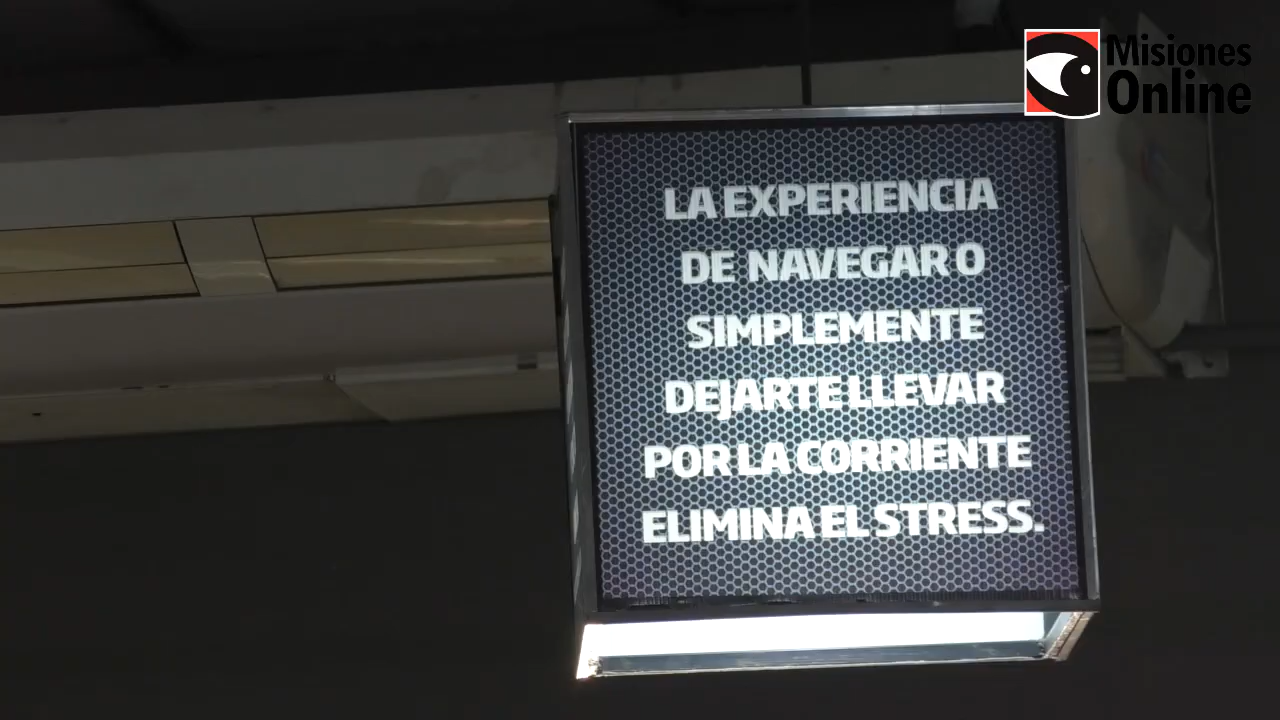 Misiones
Online
LA EXPERIENCIA
DE NAVEGAR O
SIMPLEMENTE
DEJARTE LLEVAR
POR LA CORRIENTE
ELIMINA EL STRESS.